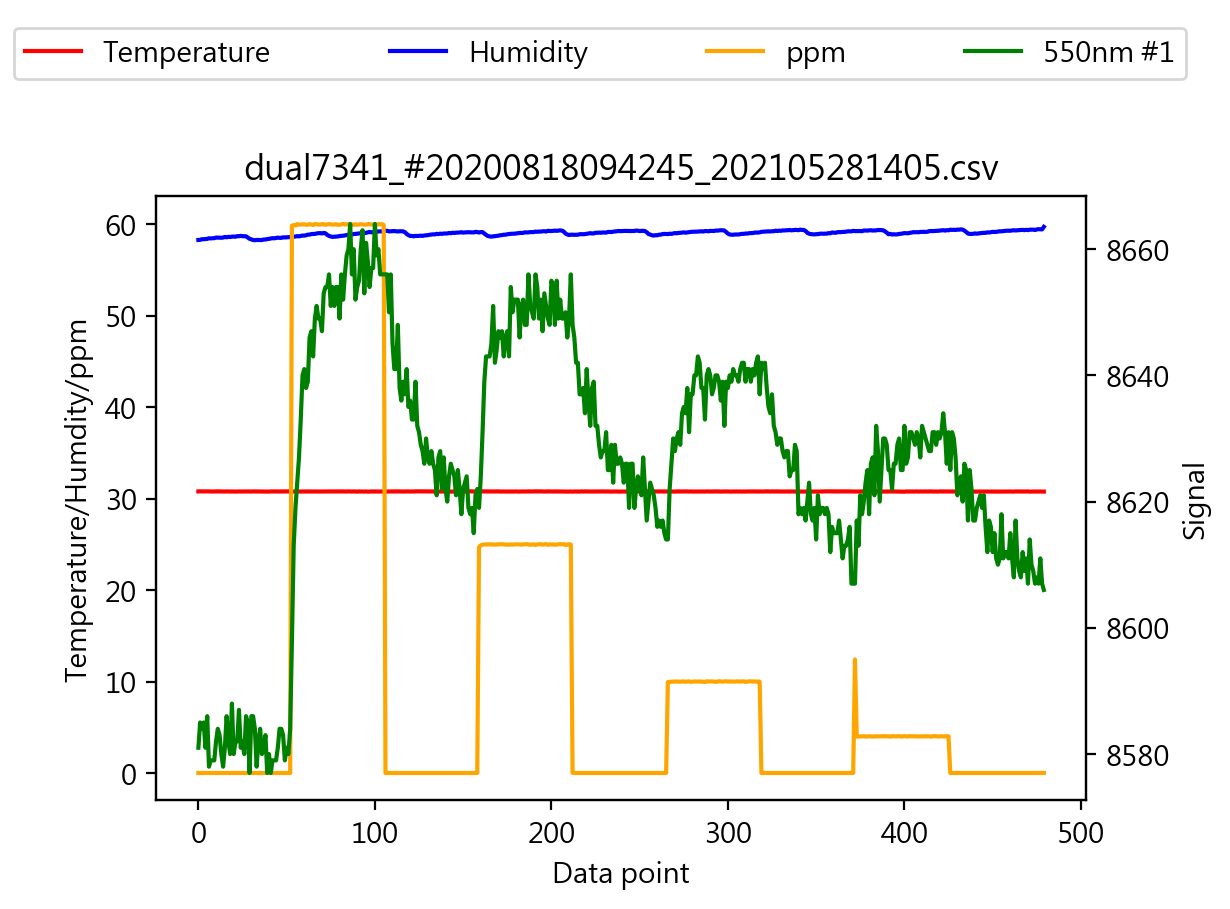 Temperature Humidity ppm 550nm #1
dual7341_#20200818094245_202105281405.csv
Temperature/Humdity/ppm
60
50
40
30
20
10
0
8660
8640
8620
8600
8580
Signal
0 100 200 300 400 500
Data point